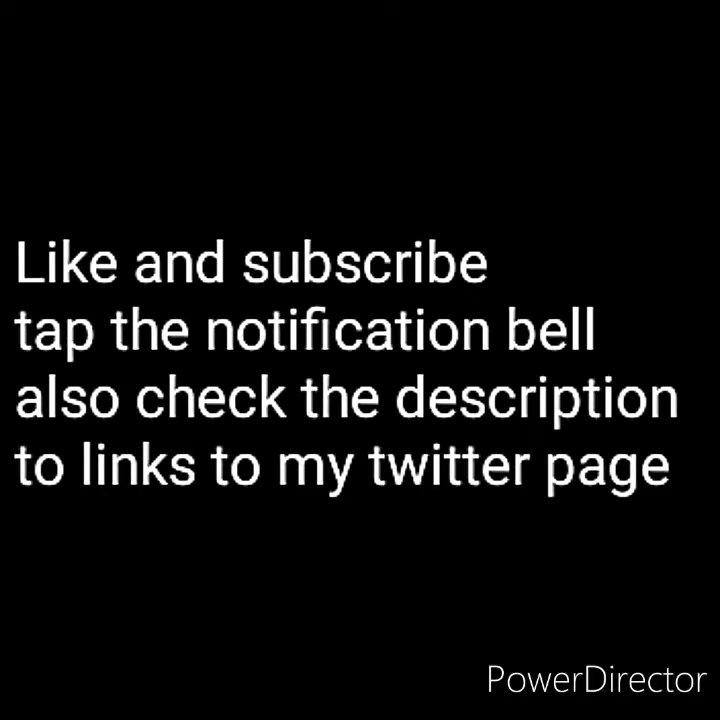 Like and subscribe
tap the notification bell
also check the description
to links to my twitter page
PowerDirector